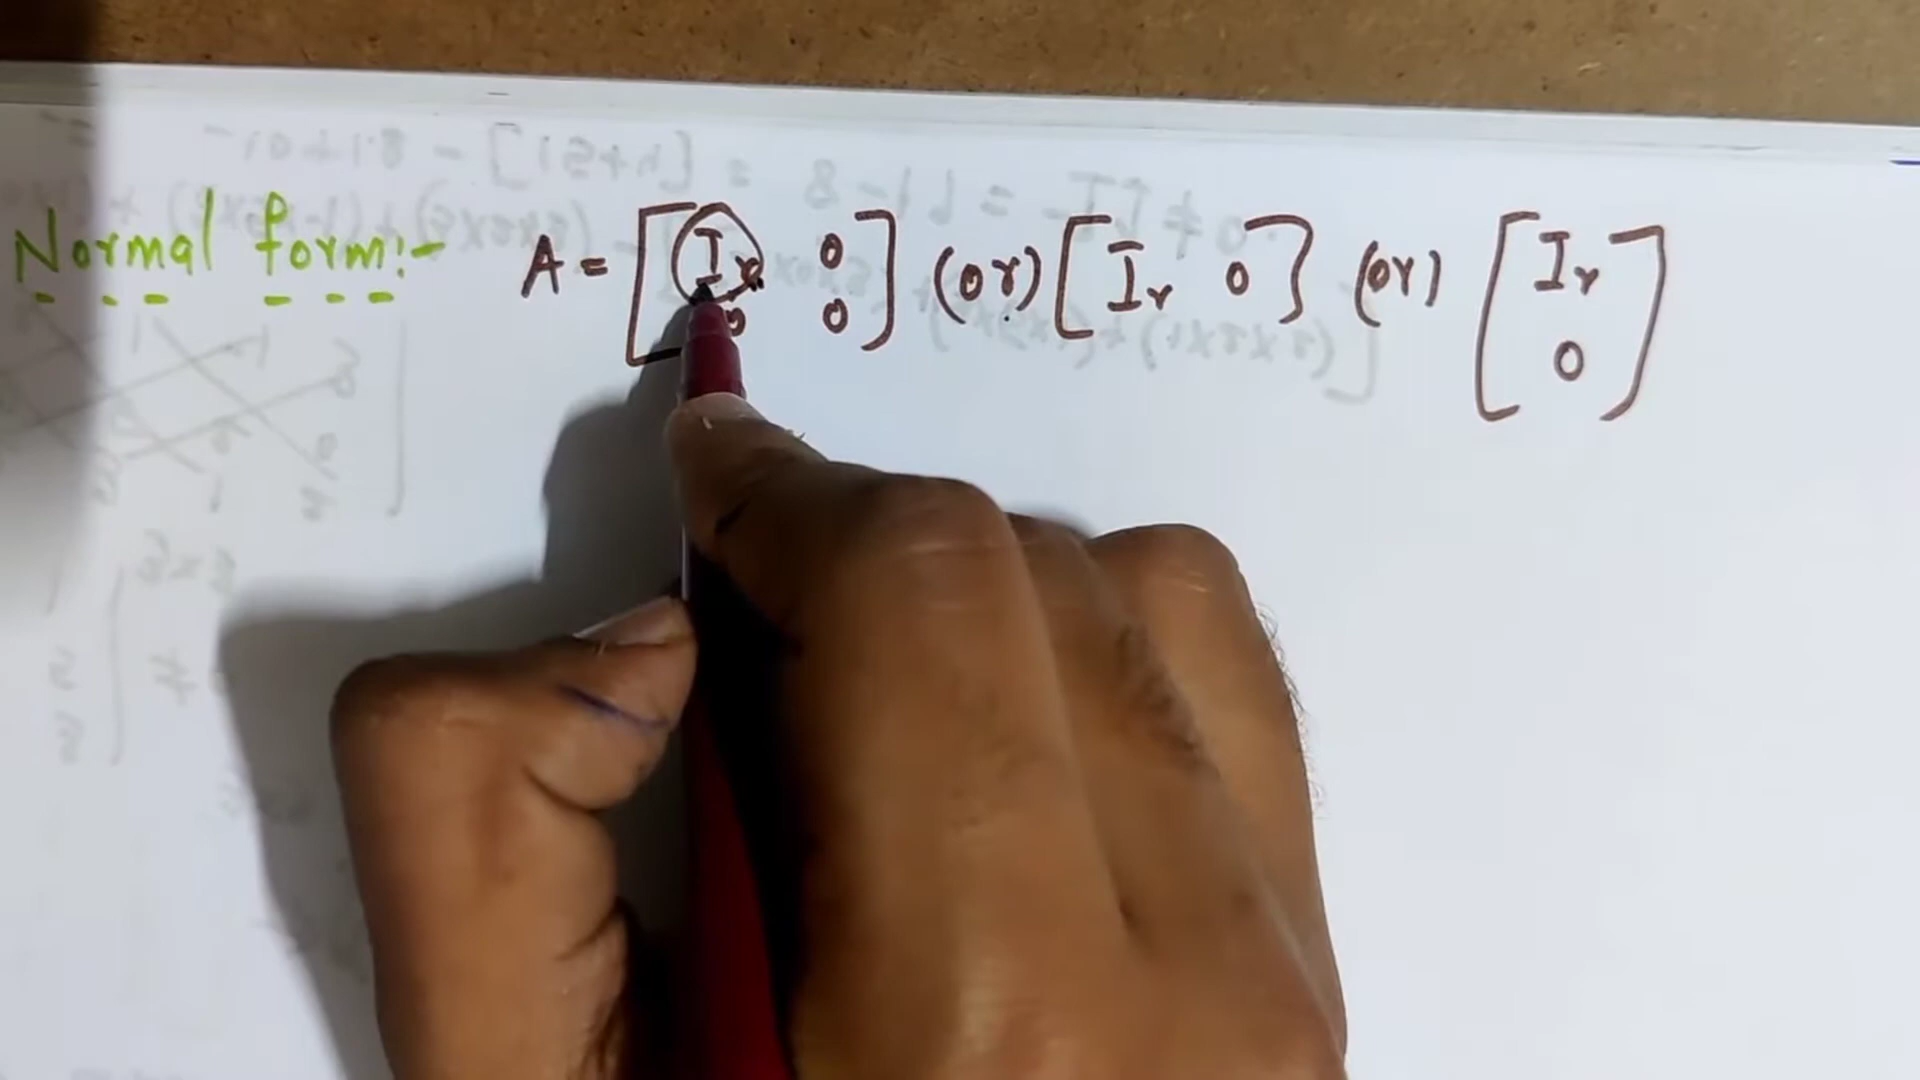 Normal form:- A = [ Ir 0 (or) [ Ir 0 ] (or) [ Ir
0 0 ] 0 ]